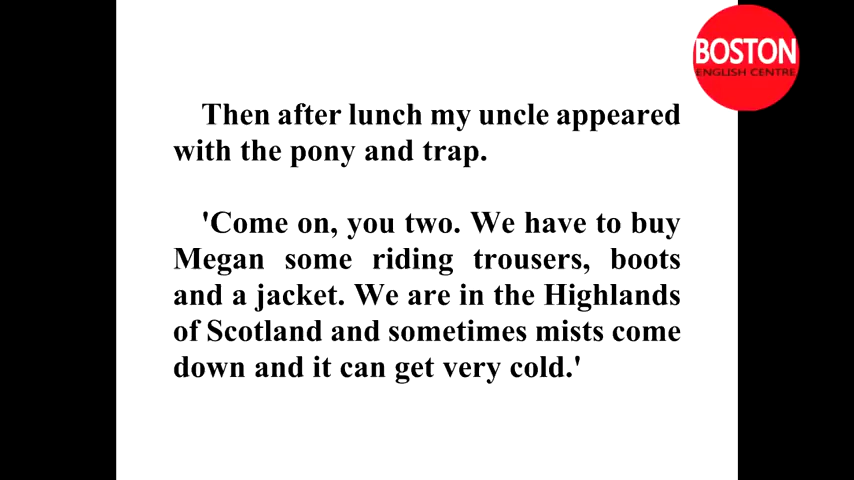 BOSTON
ENGLISH CENTRE
Then after lunch my uncle appeared
with the pony and trap.
'Come on, you two. We have to buy
Megan some riding trousers, boots
and a jacket. We are in the Highlands
of Scotland and sometimes mists come
down and it can get very cold.'